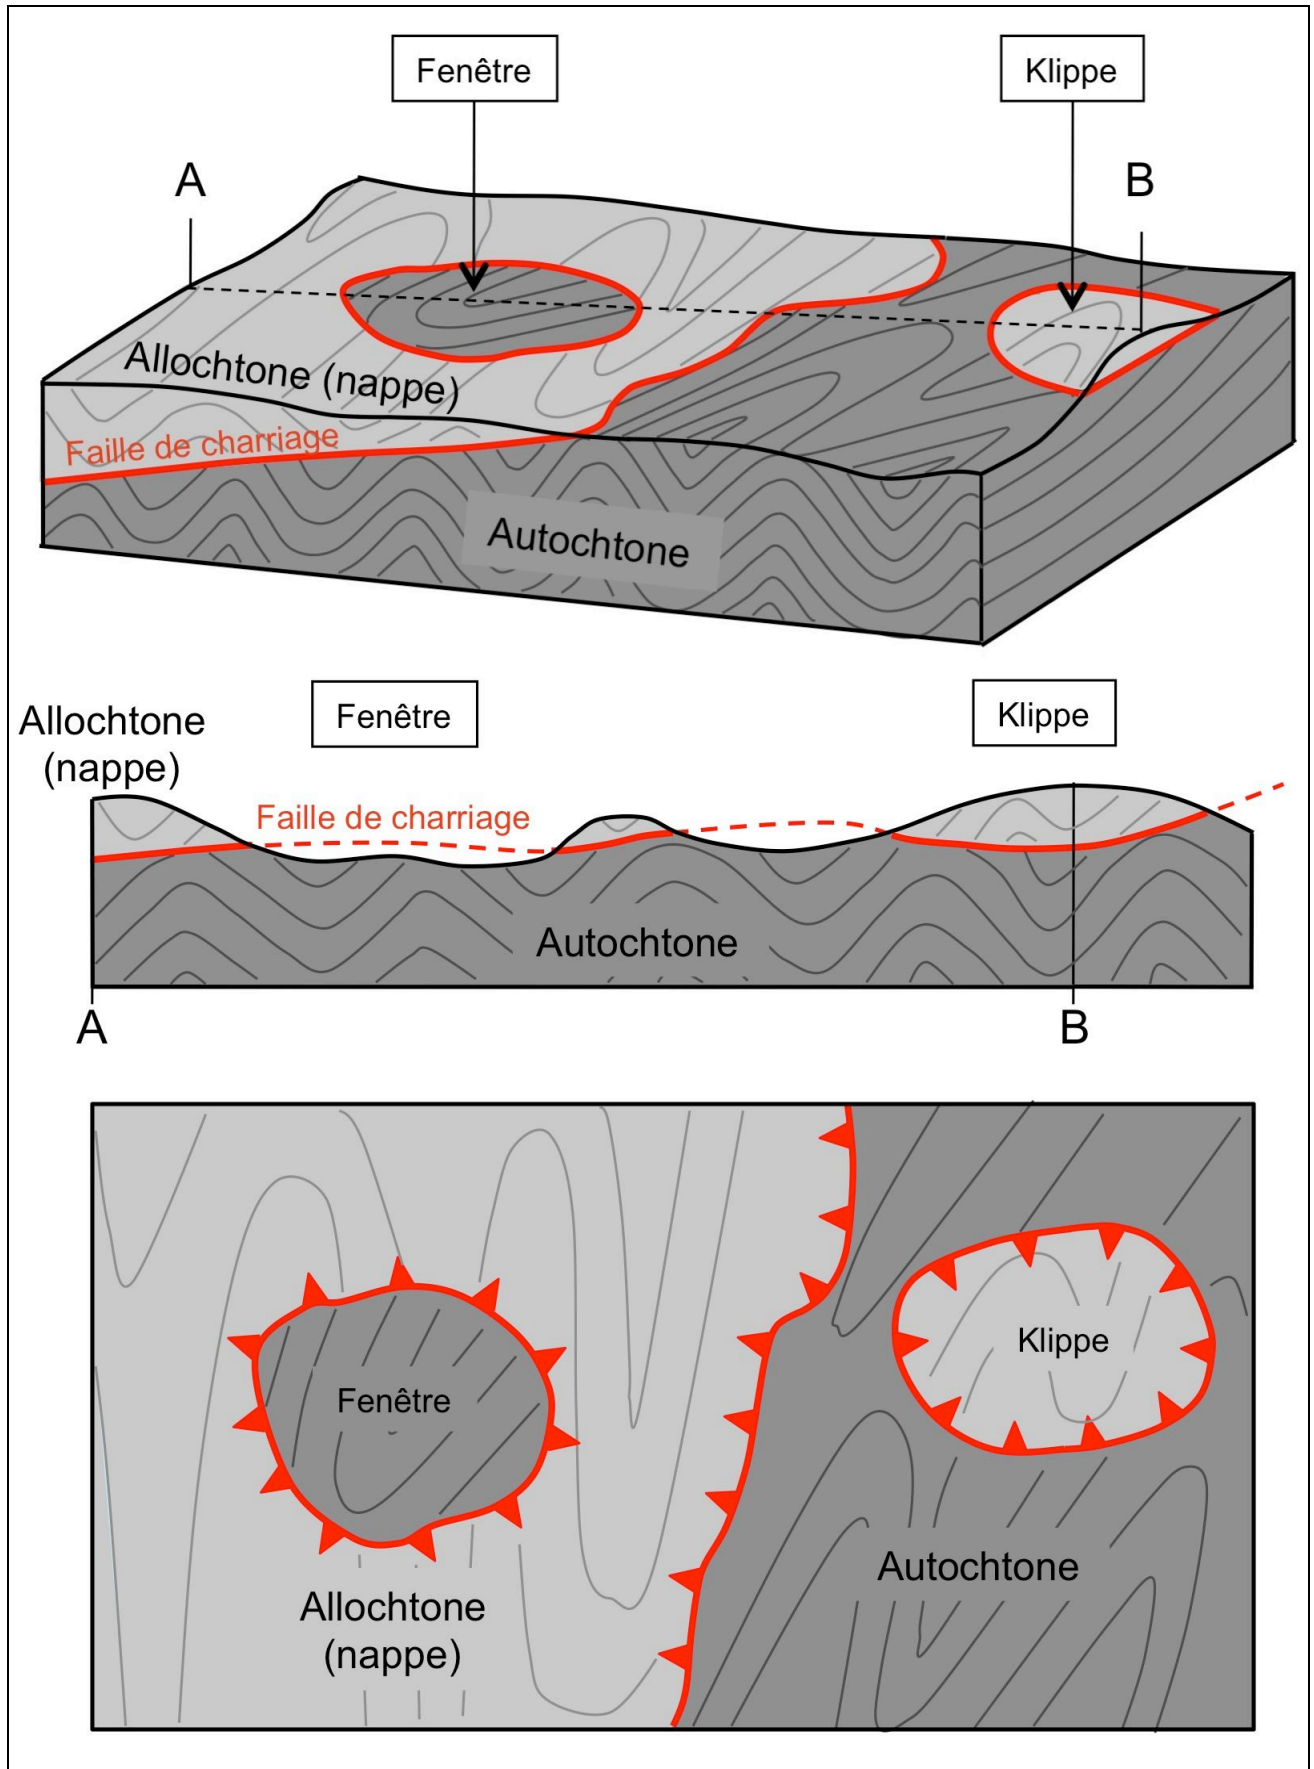 Fenêtre
Klippe
A
B
Allochtone (nappe)
Faille de charriage
Autochtone
Allochtone
(nappe)
Fenêtre
Klippe
Faille de charriage
Autochtone
A
B
Klippe
Fenêtre
Autochtone
Allochtone
(nappe)